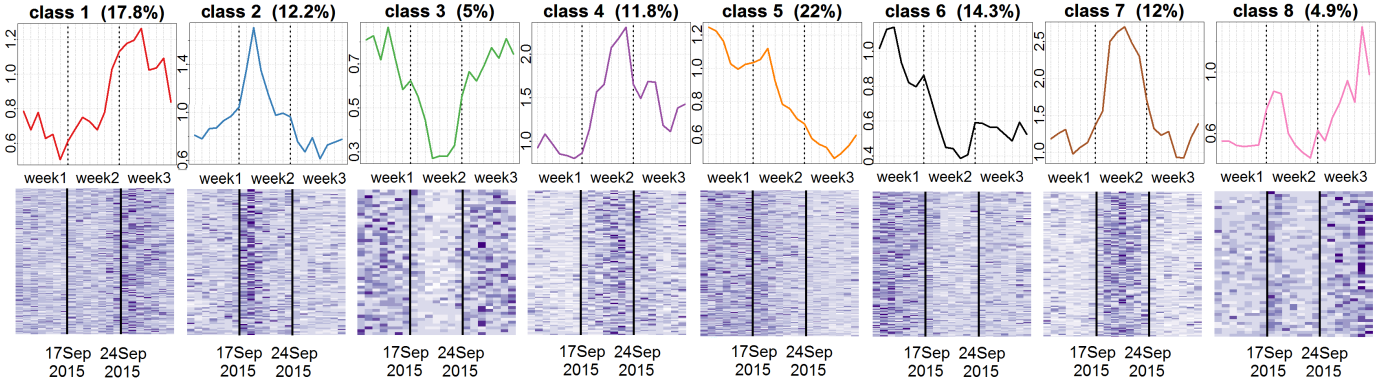 class 1 (17.8%) class 2 (12.2%) class 3 (5%) class 4 (11.8%) class 5 (22%) class 6 (14.3%) class 7 (12%) class 8 (4.9%)
0.6 0.8 1.0 1.2
0.6 1.0 1.4
0.3 0.5 0.7
1.0 1.5 2.0
0.6 0.8 1.0 1.2
0.4 0.6 0.8 1.0
1.0 1.5 2.0 2.5
0.6 1.0
week1 week2 week3 week1 week2 week3 week1 week2 week3 week1 week2 week3 week1 week2 week3 week1 week2 week3 week1 week2 week3 week1 week2 week3
17Sep 24Sep 17Sep 24Sep 17Sep 24Sep 17Sep 24Sep 17Sep 24Sep 17Sep 24Sep 17Sep 24Sep 17Sep 24Sep
2015 2015 2015 2015 2015 2015 2015 2015 2015 2015 2015 2015 2015 2015 2015 2015